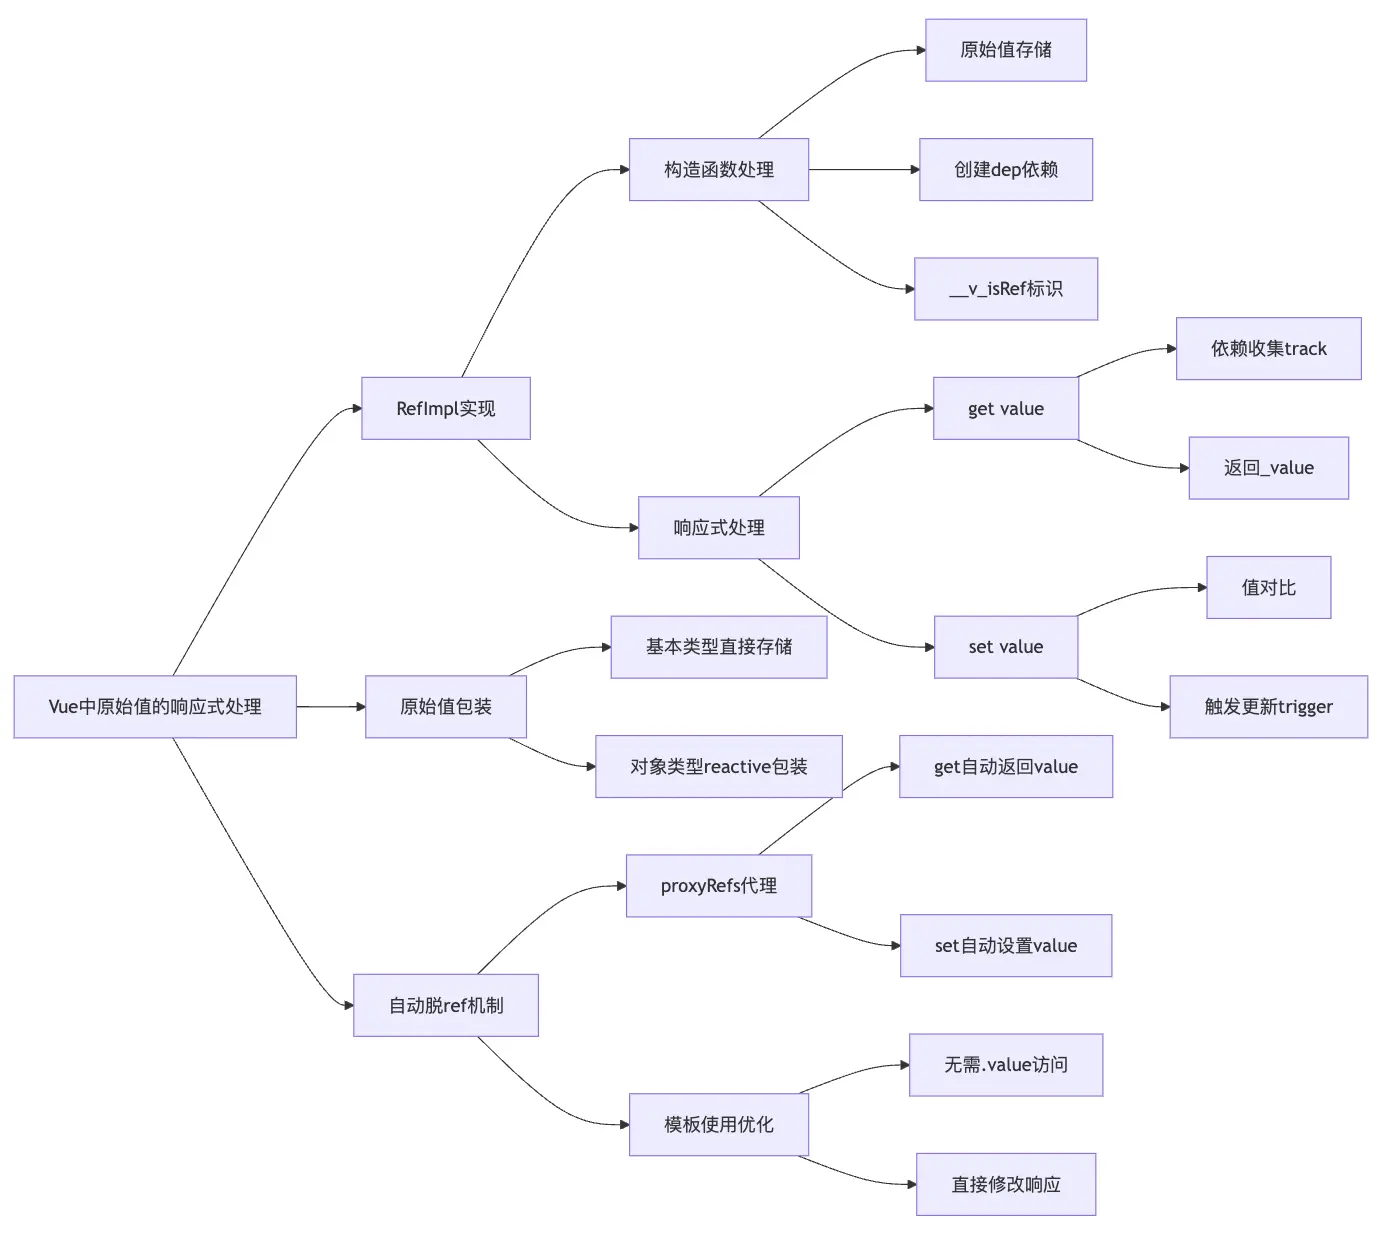 Vue中原始值的响应式处理
RefImpl实现
构造函数处理
原始值存储
创建dep依赖
__v_isRef标识
响应式处理
get value
依赖收集track
返回_value
set value
值对比
触发更新trigger
原始值包装
基本类型直接存储
对象类型reactive包装
自动脱ref机制
proxyRefs代理
get自动返回value
set自动设置value
模板使用优化
无需.value访问
直接修改响应